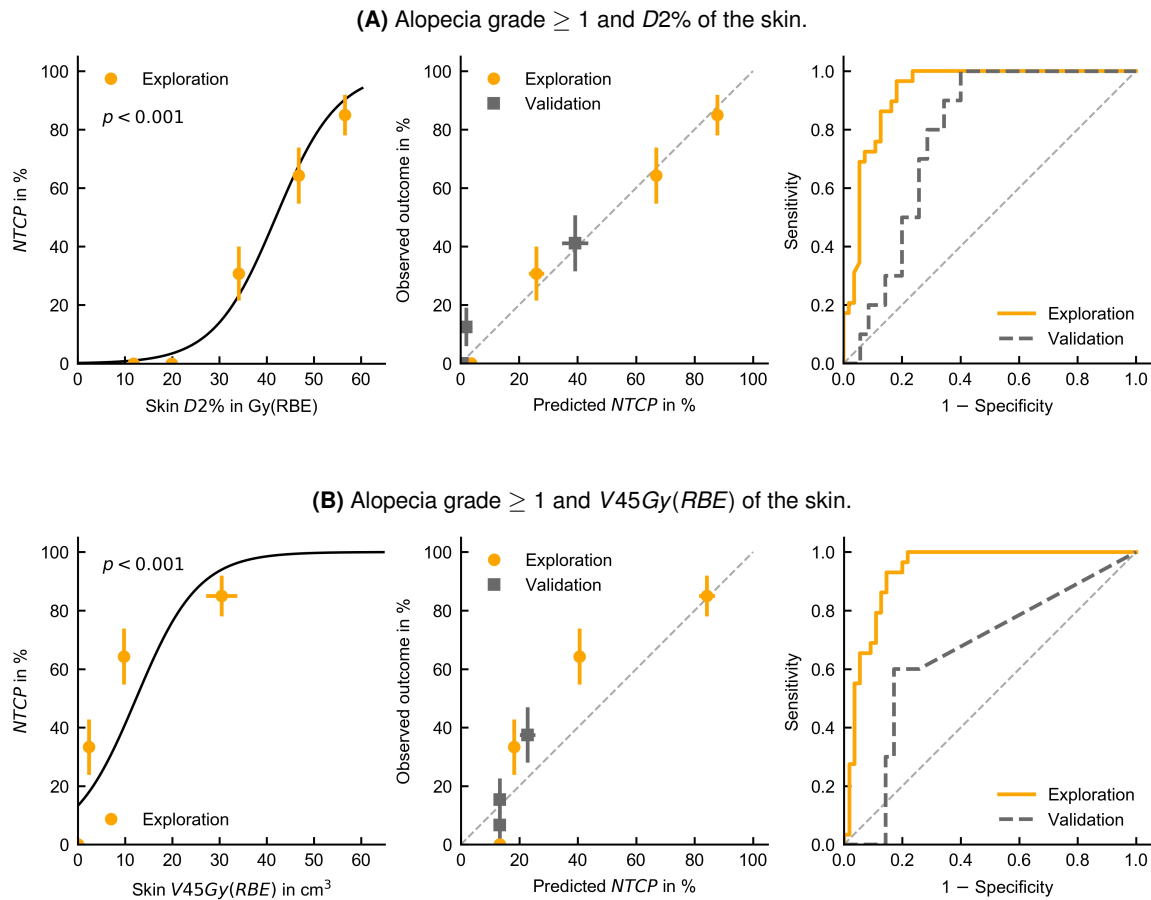 (A) Alopecia grade ≥ 1 and D2% of the skin.
NTCP in %
100
80
60
40
20
0
Exploration
p < 0.001
0 10 20 30 40 50 60
Skin D2% in Gy(RBE)
Observed outcome in %
100
80
60
40
20
0
Exploration
Validation
0 20 40 60 80 100
Predicted NTCP in %
Sensitivity
1.0
0.8
0.6
0.4
0.2
0.0
Exploration
Validation
0.0 0.2 0.4 0.6 0.8 1.0
1 − Specificity
(B) Alopecia grade ≥ 1 and V45Gy(RBE) of the skin.
NTCP in %
100
80
60
40
20
0
p < 0.001
Exploration
0 10 20 30 40 50 60
Skin V45Gy(RBE) in cm³
Observed outcome in %
100
80
60
40
20
0
Exploration
Validation
0 20 40 60 80 100
Predicted NTCP in %
Sensitivity
1.0
0.8
0.6
0.4
0.2
0.0
Exploration
Validation
0.0 0.2 0.4 0.6 0.8 1.0
1 − Specificity